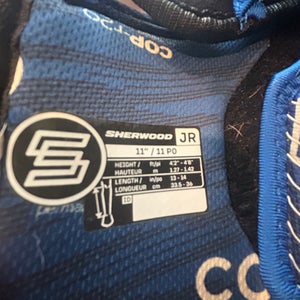 COP-T20
SHERWOOD JR
11" / 11 PO
HEIGHT / ft/pi 4'2" - 4'8"
HAUTEUR m 1.27 - 1.42
LENGTH / in/po 13 - 14
LONGUEUR cm 33.5 - 36
ID
CO